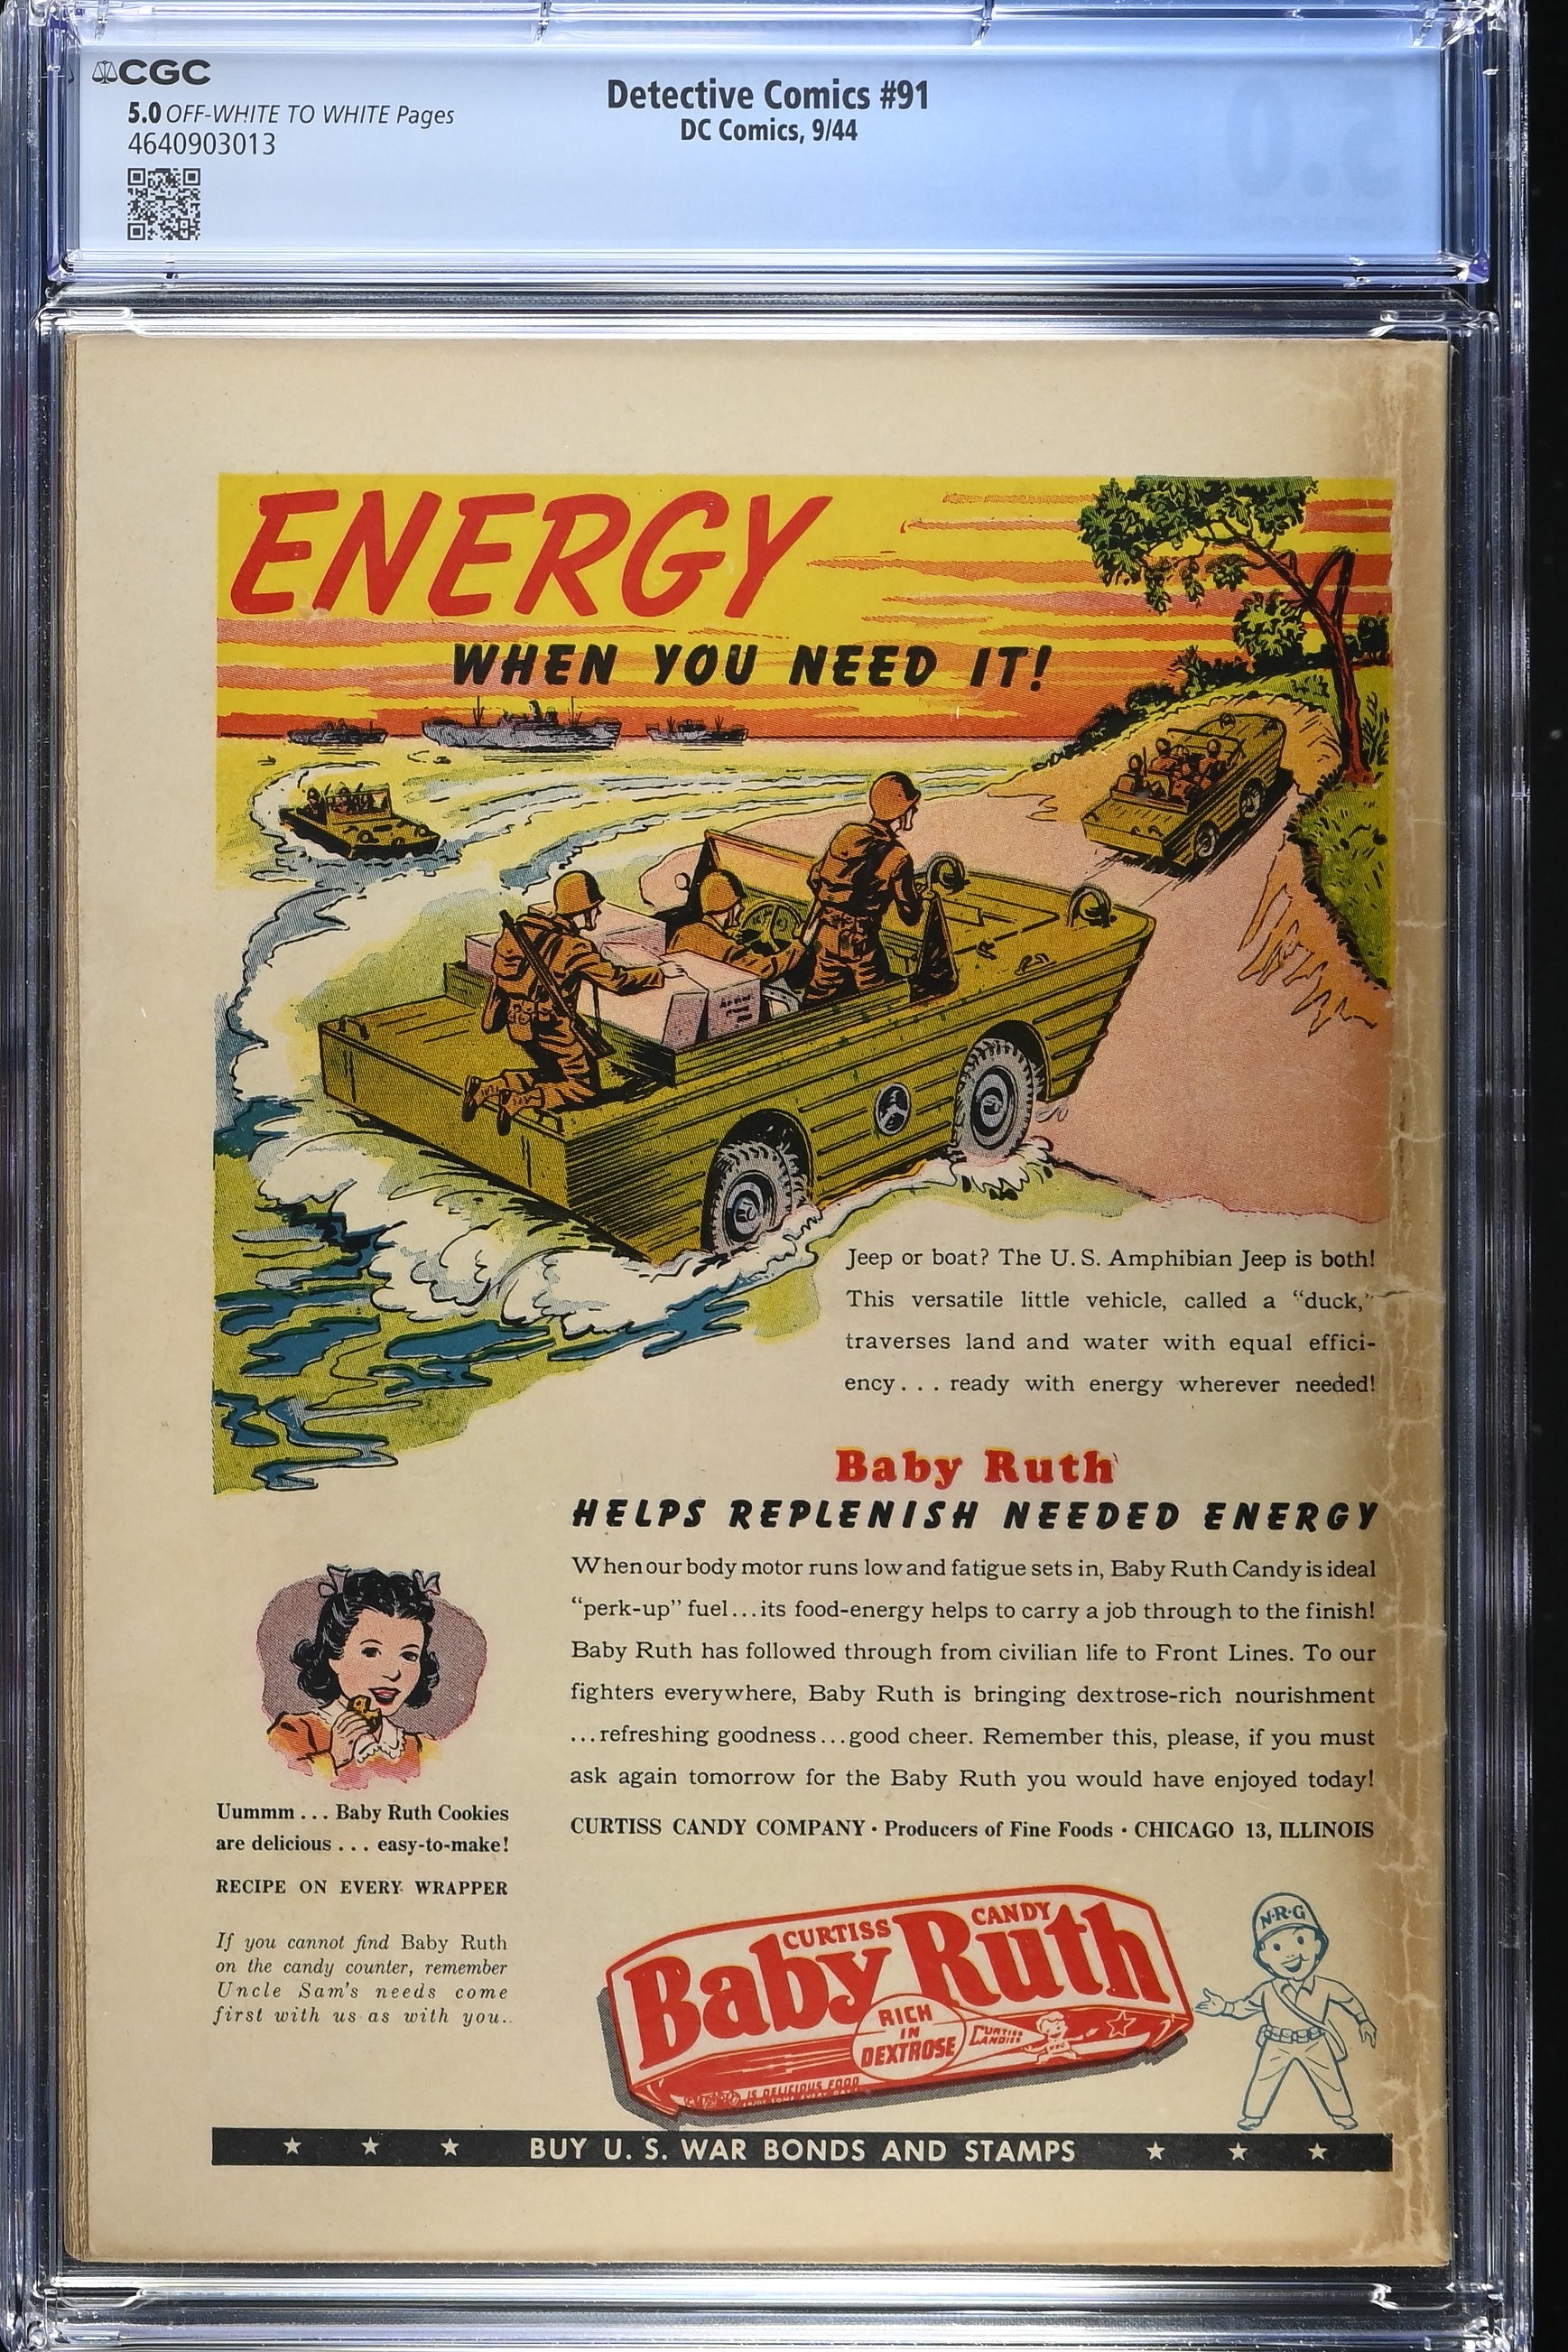 CGC
5.0 OFF-WHITE TO WHITE Pages
4640903013
Detective Comics #91
DC Comics, 9/44
ENERGY
WHEN YOU NEED IT!
Jeep or boat? The U. S. Amphibian Jeep is both!
This versatile little vehicle, called a “duck,”
traverses land and water with equal effici-
ency . . . ready with energy wherever needed!
Baby Ruth
HELPS REPLENISH NEEDED ENERGY
When our body motor runs low and fatigue sets in, Baby Ruth Candy is ideal
“perk-up” fuel...its food-energy helps to carry a job through to the finish!
Baby Ruth has followed through from civilian life to Front Lines. To our
fighters everywhere, Baby Ruth is bringing dextrose-rich nourishment
...refreshing goodness...good cheer. Remember this, please, if you must
ask again tomorrow for the Baby Ruth you would have enjoyed today!
CURTISS CANDY COMPANY · Producers of Fine Foods · CHICAGO 13, ILLINOIS
Uummm . . . Baby Ruth Cookies
are delicious . . . easy-to-make!
RECIPE ON EVERY WRAPPER
If you cannot find Baby Ruth
on the candy counter, remember
Uncle Sam's needs come
first with us as with you.
CURTISS CANDY
Baby Ruth
RICH
IN
DEXTROSE
CURTISS
CANDIES
IS DELICIOUS FOOD
N·R·G
BUY U. S. WAR BONDS AND STAMPS